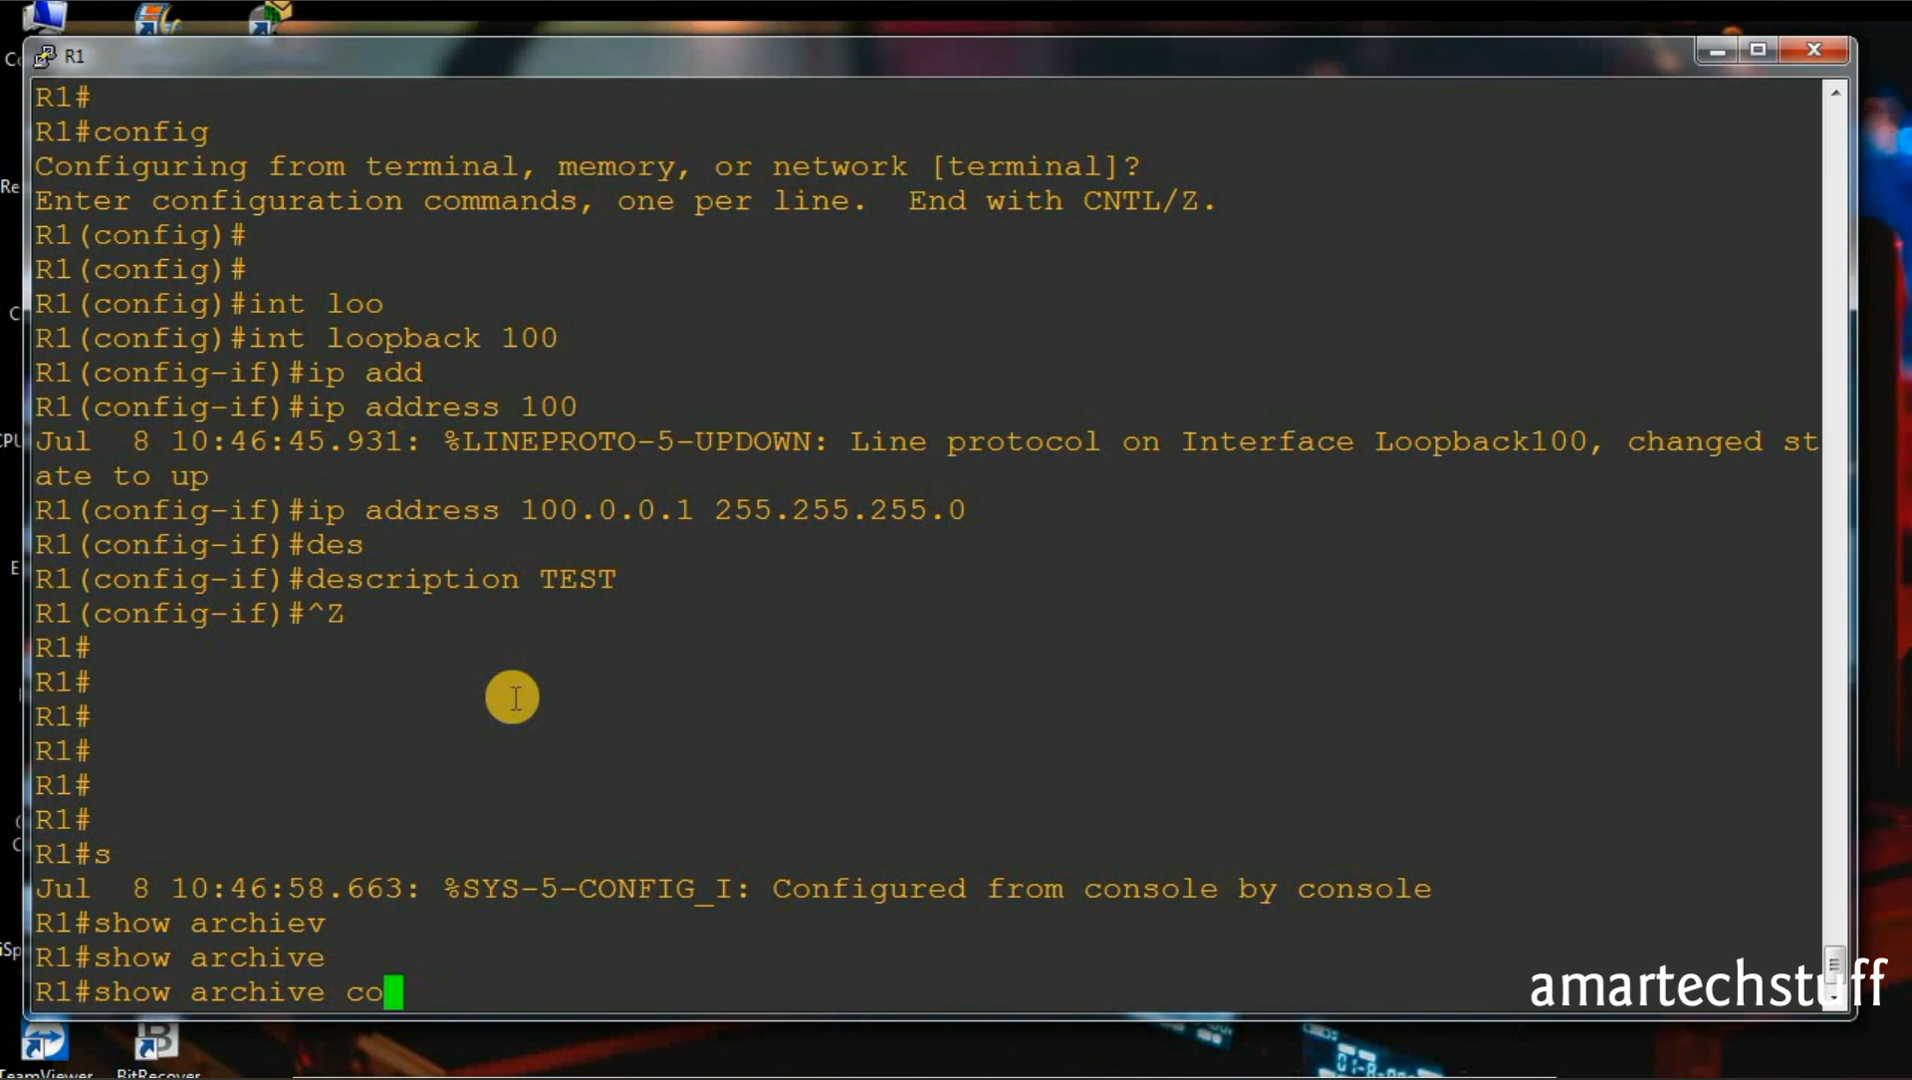 R1
R1#
R1#config
Configuring from terminal, memory, or network [terminal]?
Enter configuration commands, one per line.  End with CNTL/Z.
R1(config)#
R1(config)#
R1(config)#int loo
R1(config)#int loopback 100
R1(config-if)#ip add
R1(config-if)#ip address 100
Jul  8 10:46:45.931: %LINEPROTO-5-UPDOWN: Line protocol on Interface Loopback100, changed st
ate to up
R1(config-if)#ip address 100.0.0.1 255.255.255.0
R1(config-if)#des
R1(config-if)#description TEST
R1(config-if)#^Z
R1#
R1#
R1#
R1#
R1#
R1#
R1#s
Jul  8 10:46:58.663: %SYS-5-CONFIG_I: Configured from console by console
R1#show archiev
R1#show archive
R1#show archive co
amartechstuff
TeamViewer
BitRecover